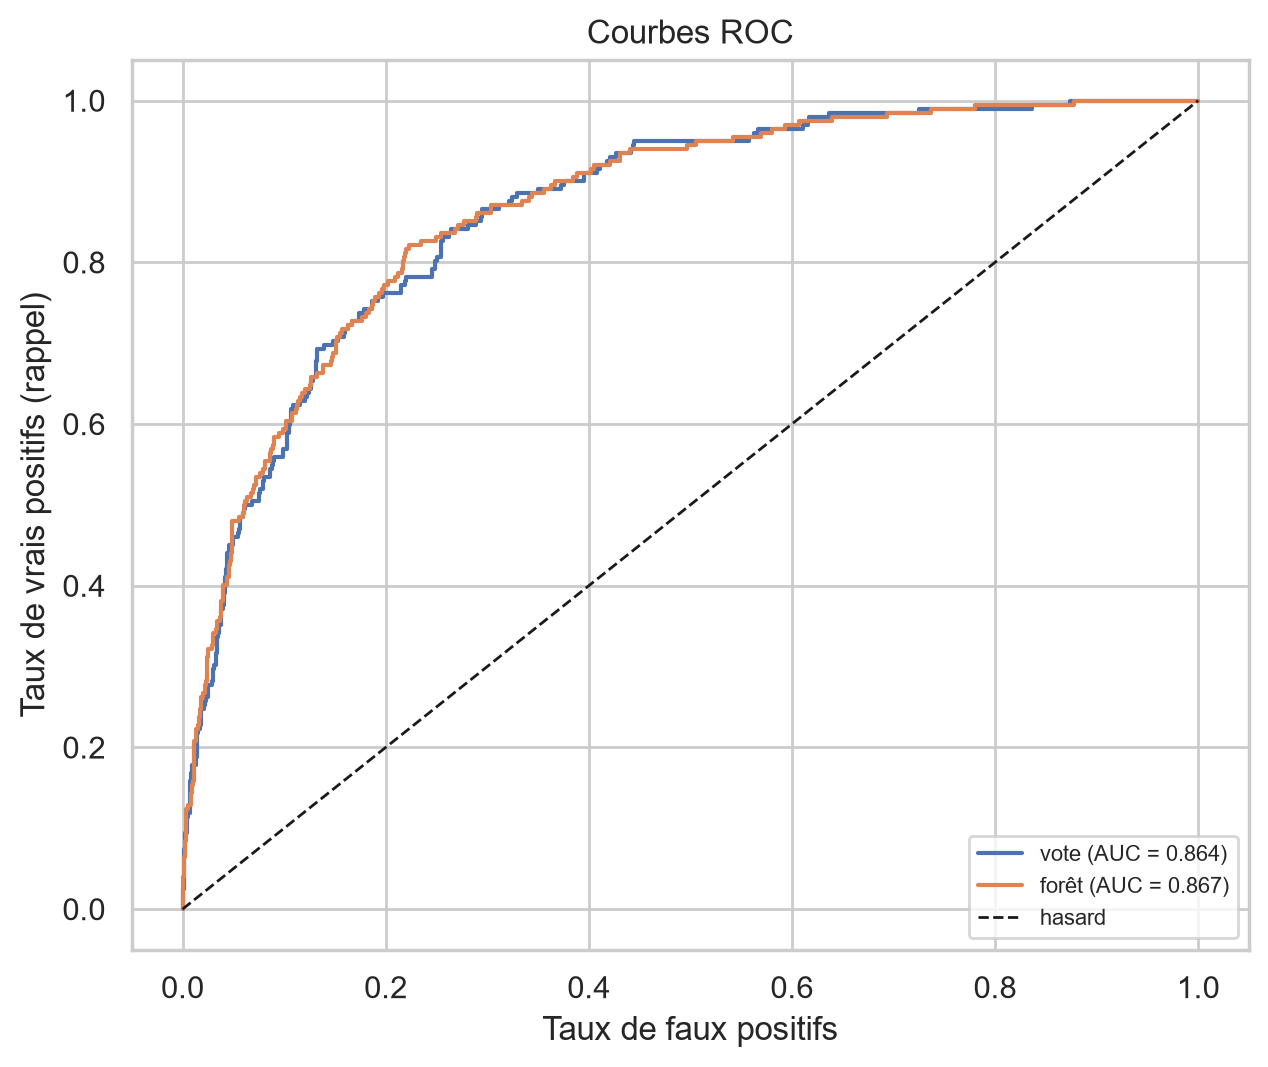 Courbes ROC
Taux de vrais positifs (rappel)
1.0
0.8
0.6
0.4
0.2
0.0
vote (AUC = 0.864)
forêt (AUC = 0.867)
hasard
0.0 0.2 0.4 0.6 0.8 1.0
Taux de faux positifs